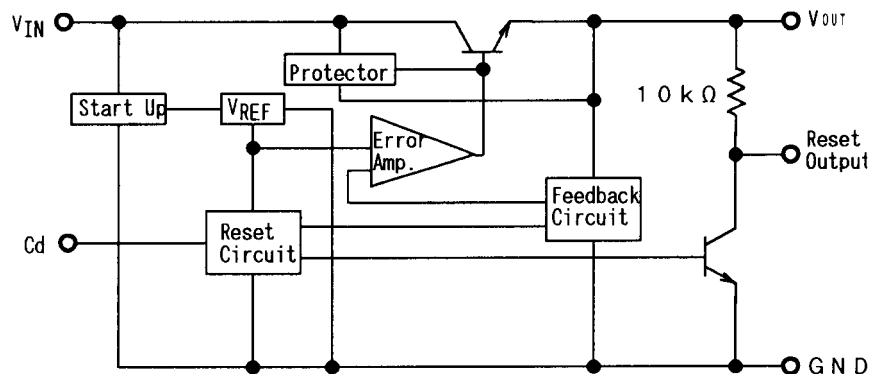 VIN
VOUT
Protector
10kΩ
Start Up
VREF
Error
Amp.
Reset
Output
Feedback
Circuit
Reset
Circuit
Cd
GND